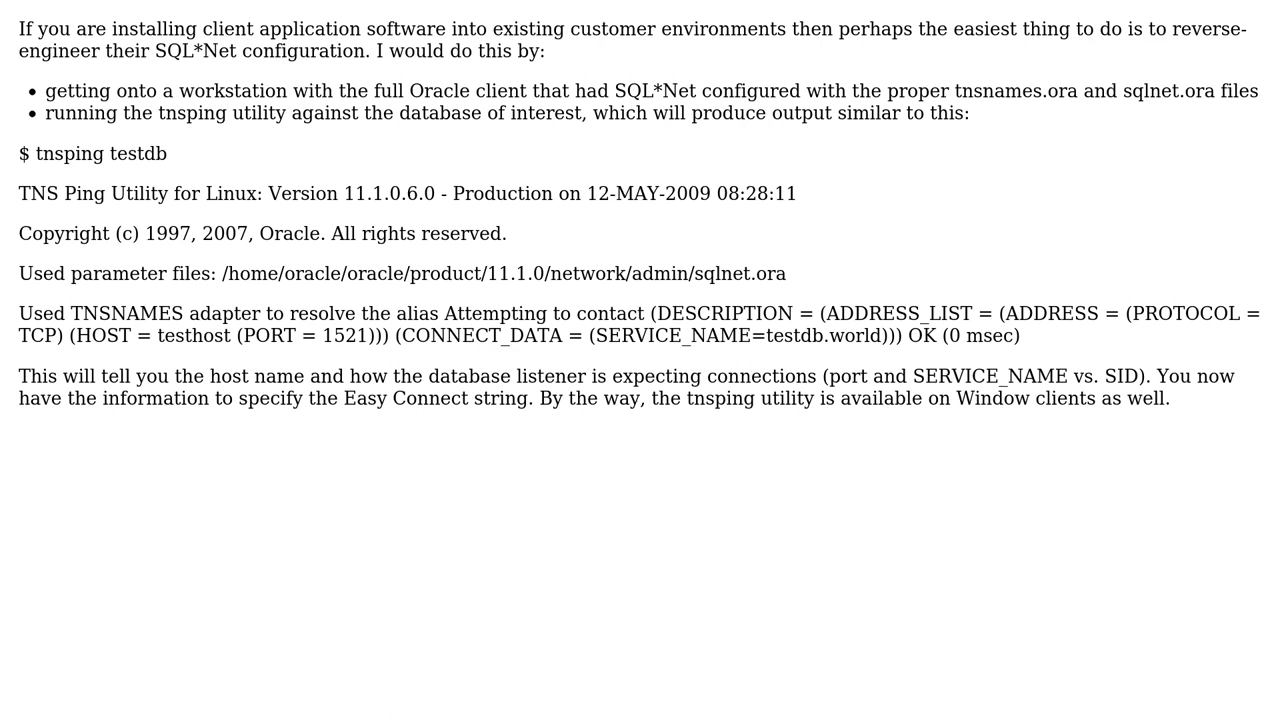 If you are installing client application software into existing customer environments then perhaps the easiest thing to do is to reverse-
engineer their SQL*Net configuration. I would do this by:
• getting onto a workstation with the full Oracle client that had SQL*Net configured with the proper tnsnames.ora and sqlnet.ora files
• running the tnsping utility against the database of interest, which will produce output similar to this:
$ tnsping testdb
TNS Ping Utility for Linux: Version 11.1.0.6.0 - Production on 12-MAY-2009 08:28:11
Copyright (c) 1997, 2007, Oracle. All rights reserved.
Used parameter files: /home/oracle/oracle/product/11.1.0/network/admin/sqlnet.ora
Used TNSNAMES adapter to resolve the alias Attempting to contact (DESCRIPTION = (ADDRESS_LIST = (ADDRESS = (PROTOCOL =
TCP) (HOST = testhost (PORT = 1521))) (CONNECT_DATA = (SERVICE_NAME=testdb.world))) OK (0 msec)
This will tell you the host name and how the database listener is expecting connections (port and SERVICE_NAME vs. SID). You now
have the information to specify the Easy Connect string. By the way, the tnsping utility is available on Window clients as well.